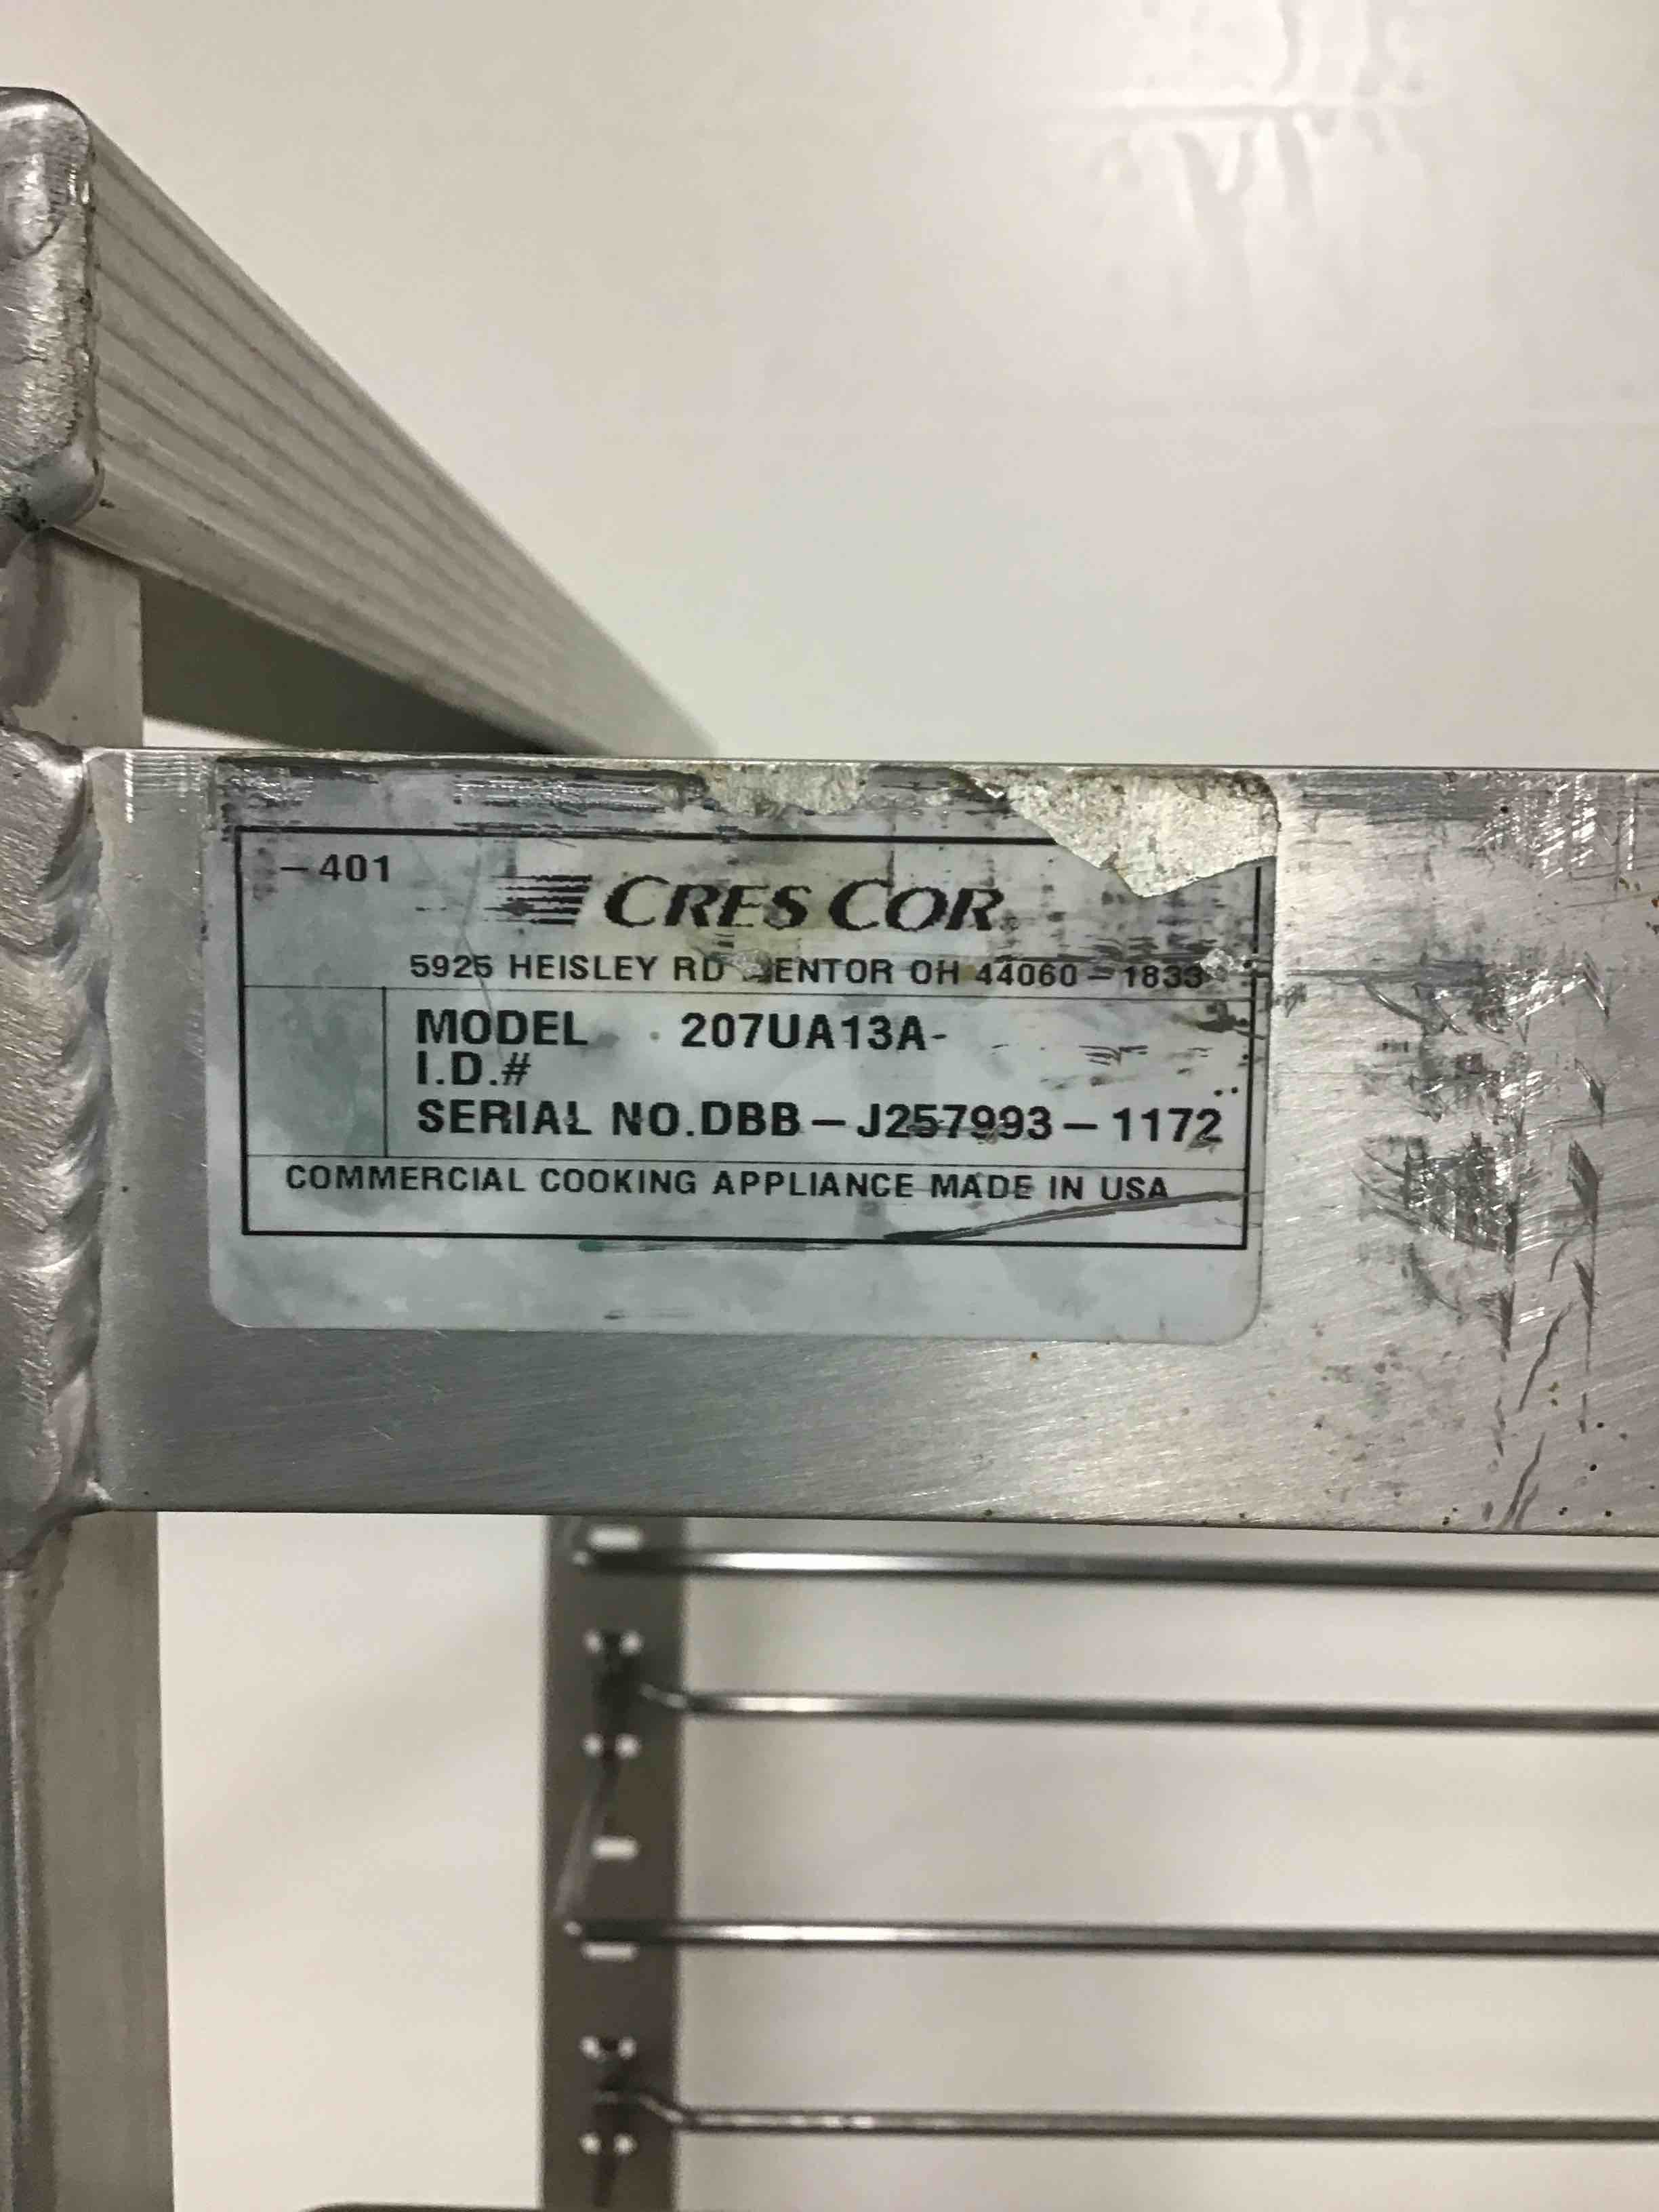 –401
CRES COR
5925 HEISLEY RD OH 44060–1833
MODEL 207UA13A-
I.D.#
SERIAL NO.DBB–J257993–1172
COMMERCIAL COOKING APPLIANCE MADE IN USA